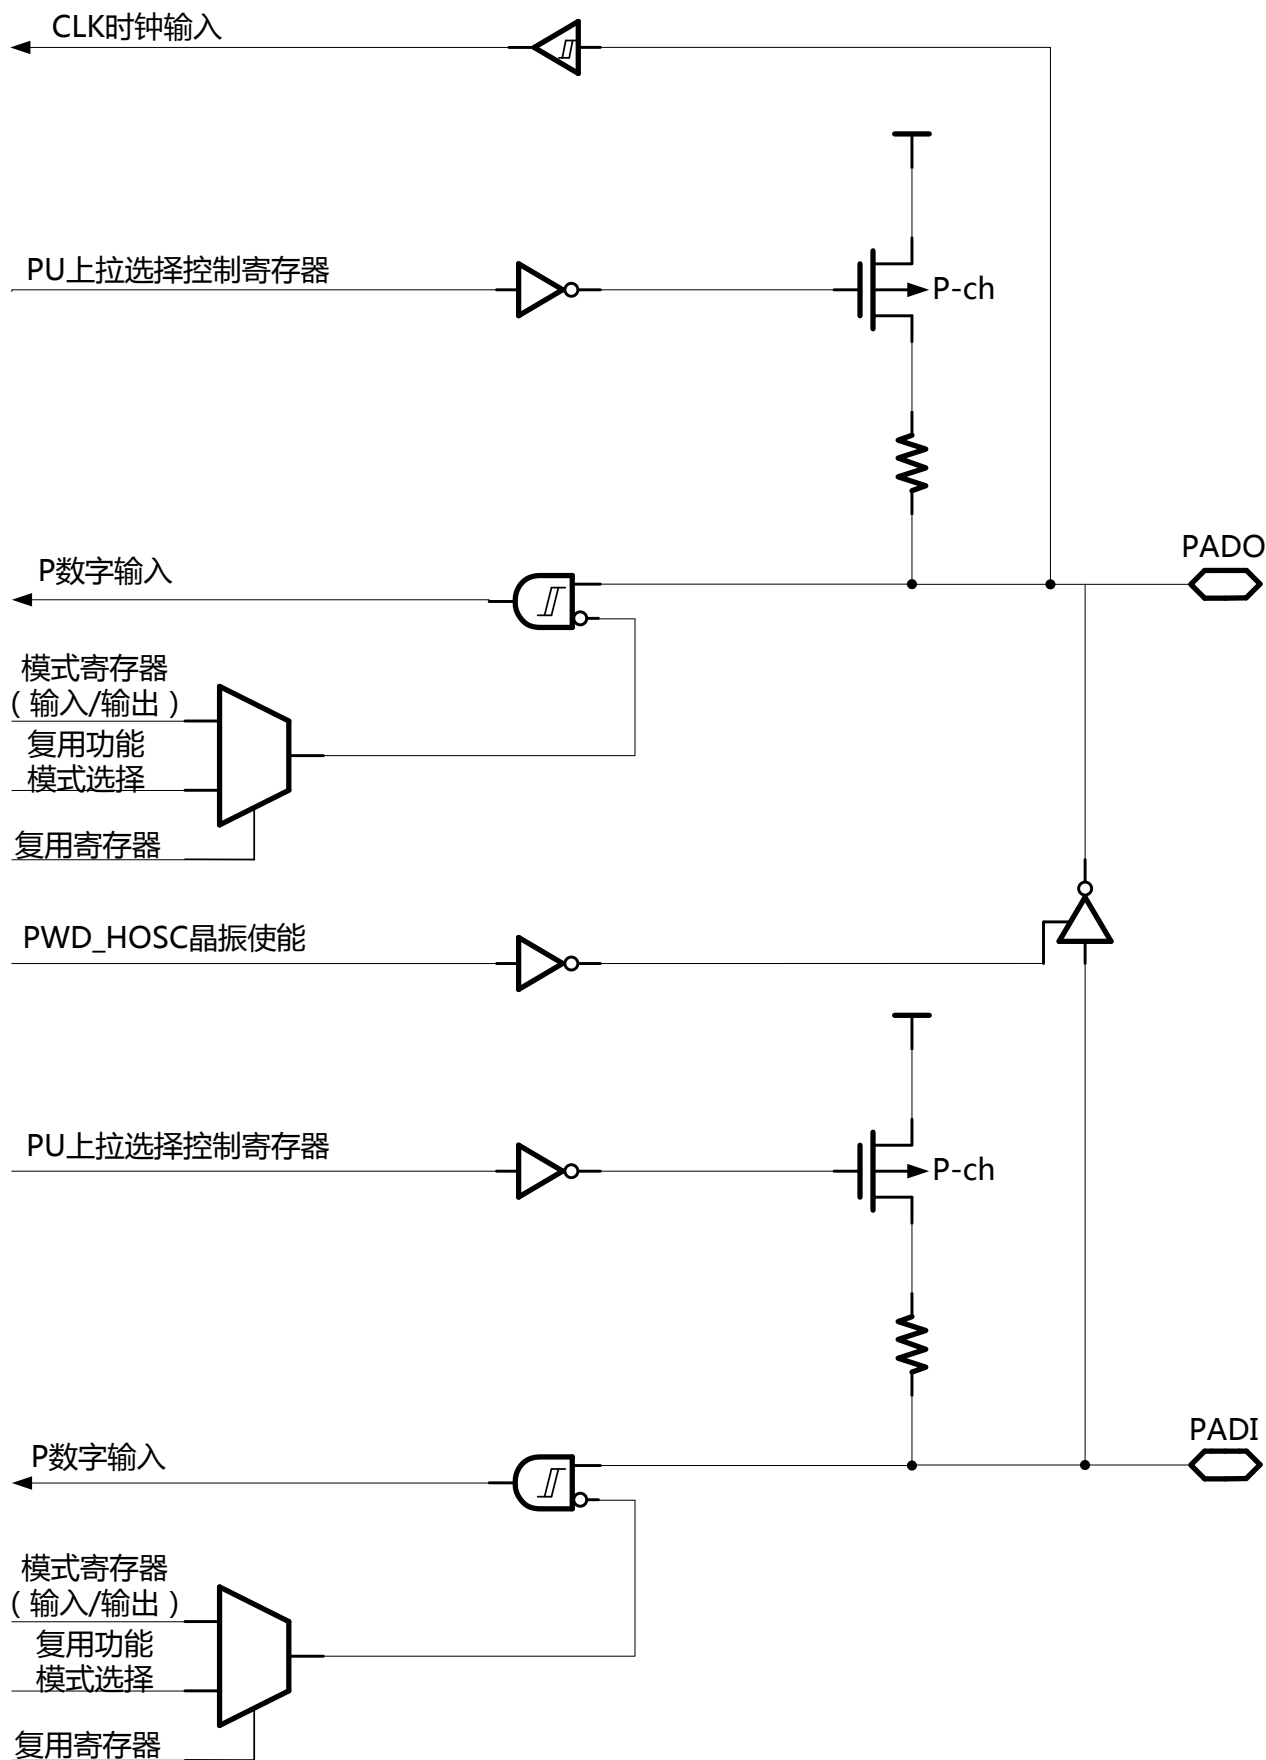 CLK时钟输入
PU上拉选择控制寄存器
P-ch
PADO
P数字输入
模式寄存器
（输入/输出）
复用功能
模式选择
复用寄存器
PWD_HOSC晶振使能
PU上拉选择控制寄存器
P-ch
PADI
P数字输入
模式寄存器
（输入/输出）
复用功能
模式选择
复用寄存器